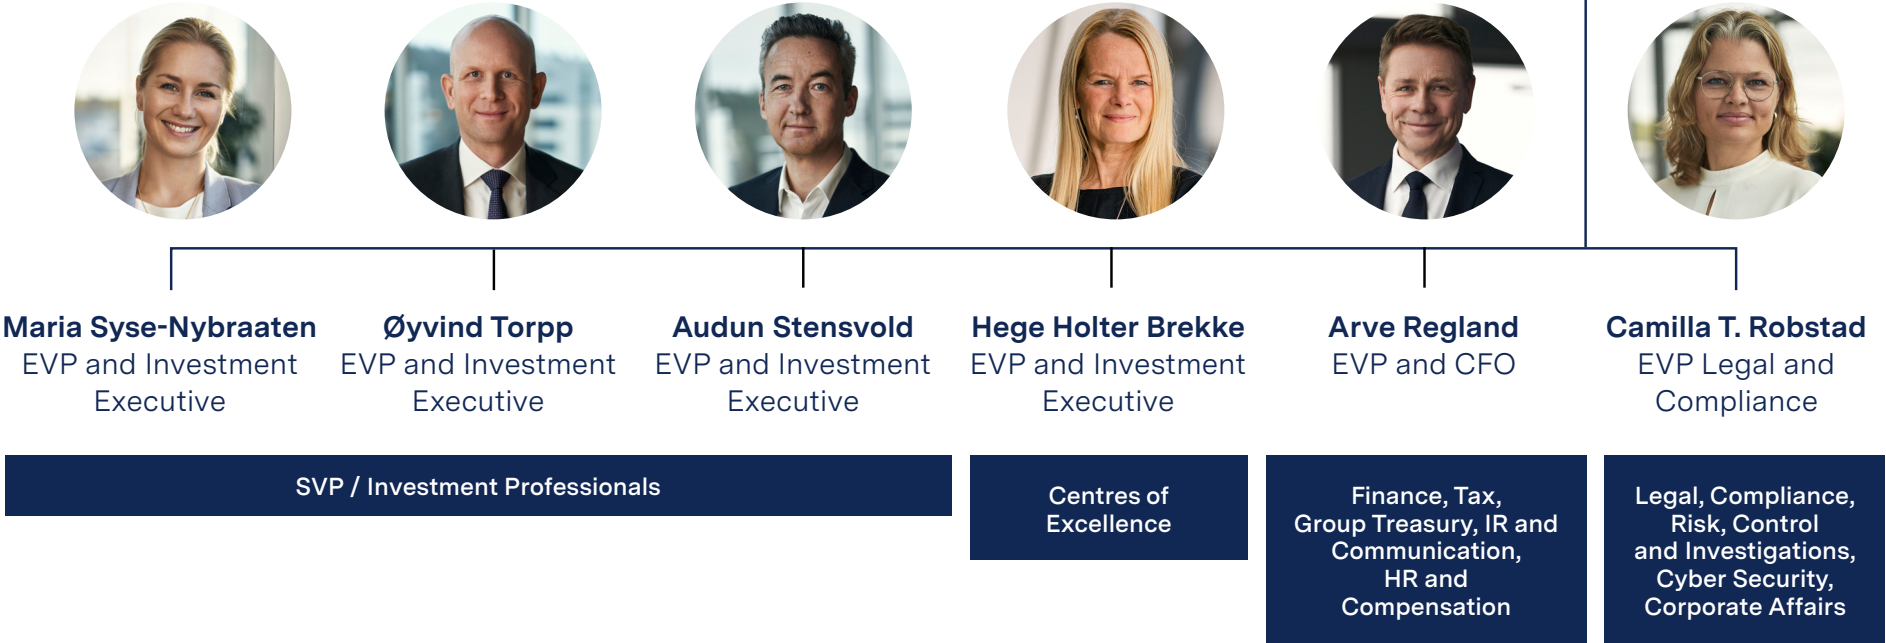 Maria Syse-Nybraaten
EVP and Investment
Executive
Øyvind Torpp
EVP and Investment
Executive
Audun Stensvold
EVP and Investment
Executive
Hege Holter Brekke
EVP and Investment
Executive
Arve Regland
EVP and CFO
Camilla T. Robstad
EVP Legal and
Compliance
SVP / Investment Professionals
Centres of
Excellence
Finance, Tax,
Group Treasury, IR and
Communication,
HR and
Compensation
Legal, Compliance,
Risk, Control
and Investigations,
Cyber Security,
Corporate Affairs